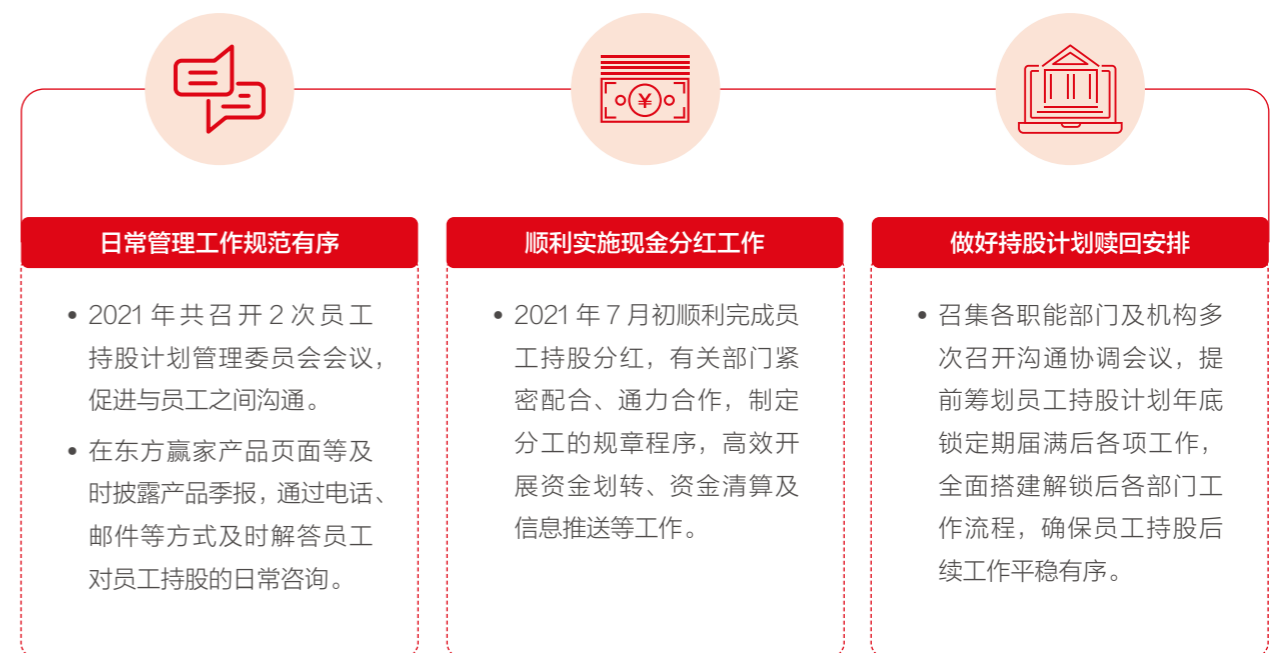 日常管理工作规范有序
• 2021年共召开2次员工
持股计划管理委员会会议，
促进与员工之间沟通。
• 在东方赢家产品页面等及
时披露产品季报，通过电话、
邮件等方式及时解答员工
对员工持股的日常咨询。
顺利实施现金分红工作
• 2021年7月初顺利完成员
工持股分红，有关部门紧
密配合、通力合作，制定
分工的规章程序，高效开
展资金划转、资金清算及
信息推送等工作。
做好持股计划赎回安排
• 召集各职能部门及机构多
次召开沟通协调会议，提
前筹划员工持股计划年底
锁定期届满后各项工作，
全面搭建解锁后各部门工
作流程，确保员工持股后
续工作平稳有序。